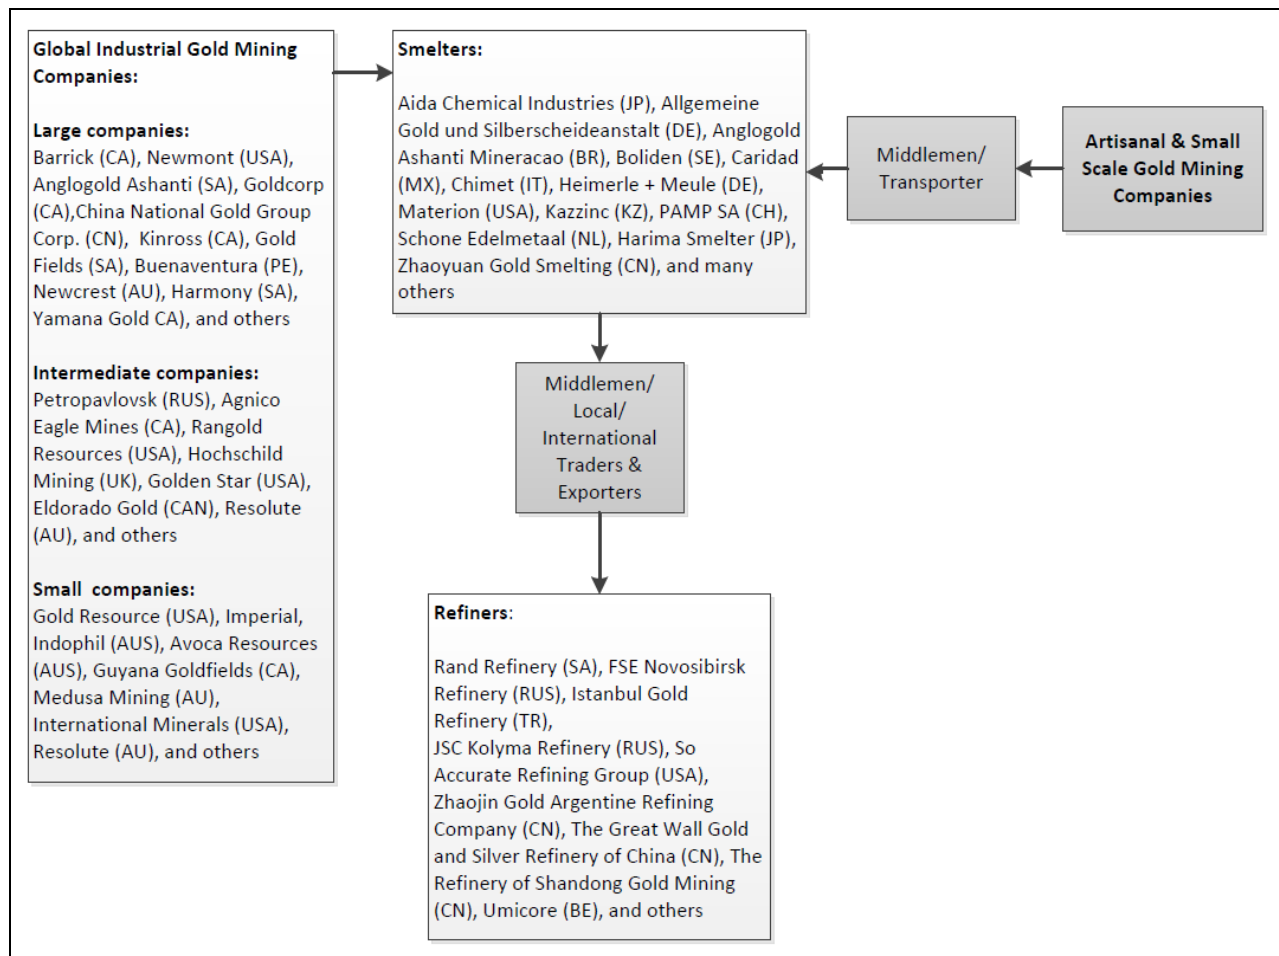 Global Industrial Gold Mining
Companies:
Large companies:
Barrick (CA), Newmont (USA),
Anglogold Ashanti (SA), Goldcorp
(CA),China National Gold Group
Corp. (CN),  Kinross (CA), Gold
Fields (SA), Buenaventura (PE),
Newcrest (AU), Harmony (SA),
Yamana Gold CA), and others
Intermediate companies:
Petropavlovsk (RUS), Agnico
Eagle Mines (CA), Rangold
Resources (USA), Hochschild
Mining (UK), Golden Star (USA),
Eldorado Gold (CAN), Resolute
(AU), and others
Small  companies:
Gold Resource (USA), Imperial,
Indophil (AUS), Avoca Resources
(AUS), Guyana Goldfields (CA),
Medusa Mining (AU),
International Minerals (USA),
Resolute (AU), and others
Smelters:
Aida Chemical Industries (JP), Allgemeine
Gold und Silberscheideanstalt (DE), Anglogold
Ashanti Mineracao (BR), Boliden (SE), Caridad
(MX), Chimet (IT), Heimerle + Meule (DE),
Materion (USA), Kazzinc (KZ), PAMP SA (CH),
Schone Edelmetaal (NL), Harima Smelter (JP),
Zhaoyuan Gold Smelting (CN), and many
others
Middlemen/
Transporter
Artisanal & Small
Scale Gold Mining
Companies
Middlemen/
Local/
International
Traders &
Exporters
Refiners:
Rand Refinery (SA), FSE Novosibirsk
Refinery (RUS), Istanbul Gold
Refinery (TR),
JSC Kolyma Refinery (RUS), So
Accurate Refining Group (USA),
Zhaojin Gold Argentine Refining
Company (CN), The Great Wall Gold
and Silver Refinery of China (CN), The
Refinery of Shandong Gold Mining
(CN), Umicore (BE), and others